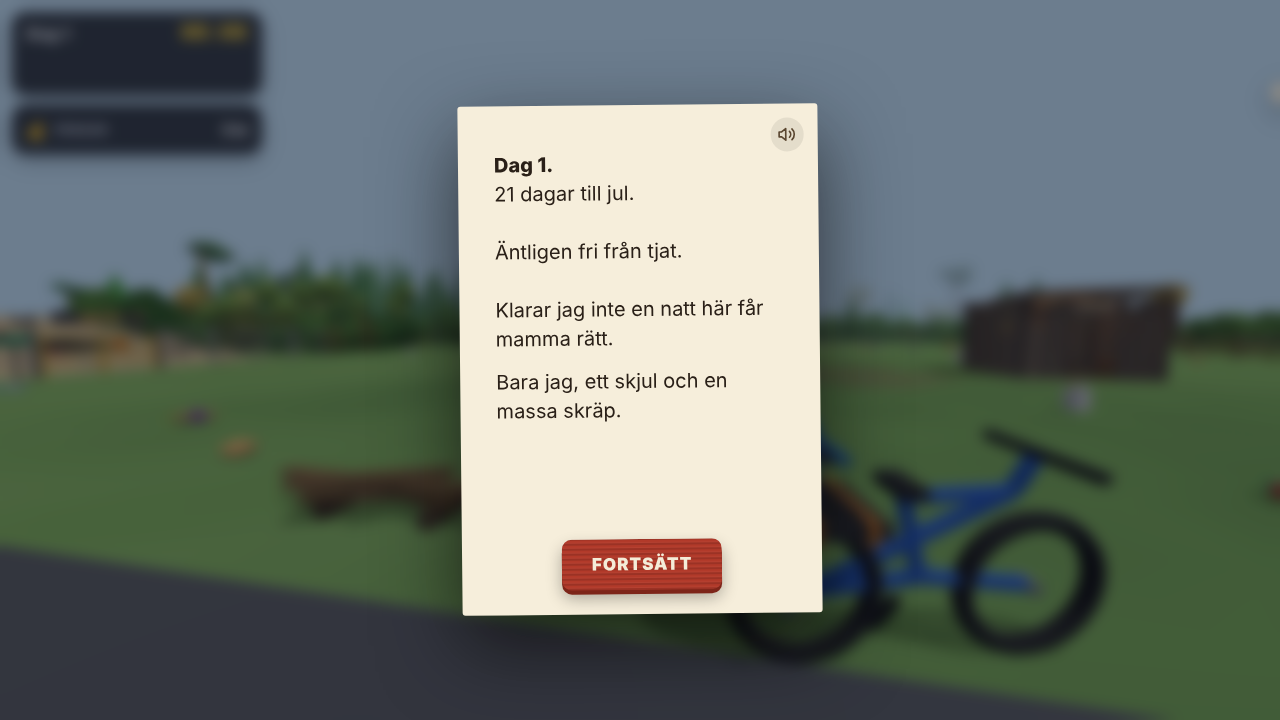 Dag 1.
21 dagar till jul.
Äntligen fri från tjat.
Klarar jag inte en natt här får
mamma rätt.
Bara jag, ett skjul och en
massa skräp.
FORTSÄTT